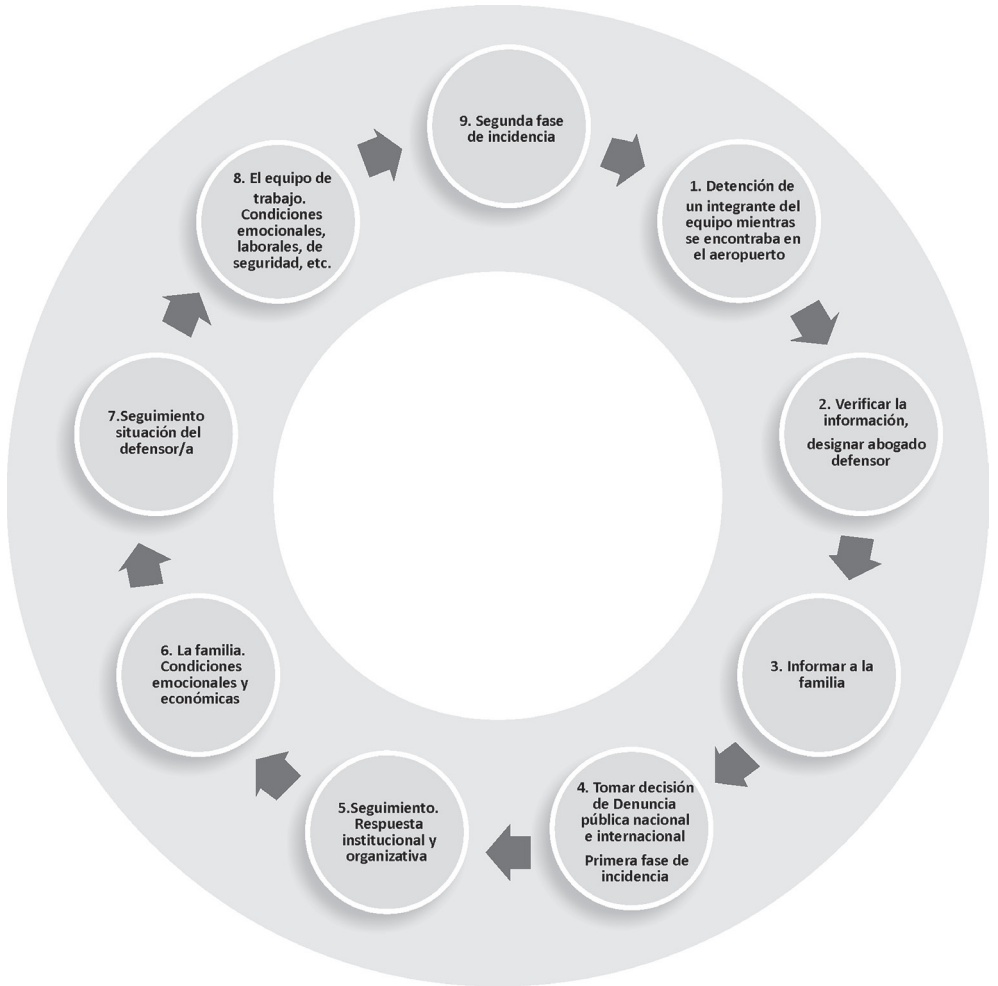 9. Segunda fase
de incidencia
1. Detención de
un integrante del
equipo mientras
se encontraba en
el aeropuerto
2. Verificar la
información,
designar abogado
defensor
3. Informar a la
familia
4. Tomar decisión
de Denuncia
pública nacional
e internacional
Primera fase de
incidencia
5.Seguimiento.
Respuesta
institucional y
organizativa
6. La familia.
Condiciones
emocionales y
económicas
7.Seguimiento
situación del
defensor/a
8. El equipo de
trabajo.
Condiciones
emocionales,
laborales, de
seguridad, etc.